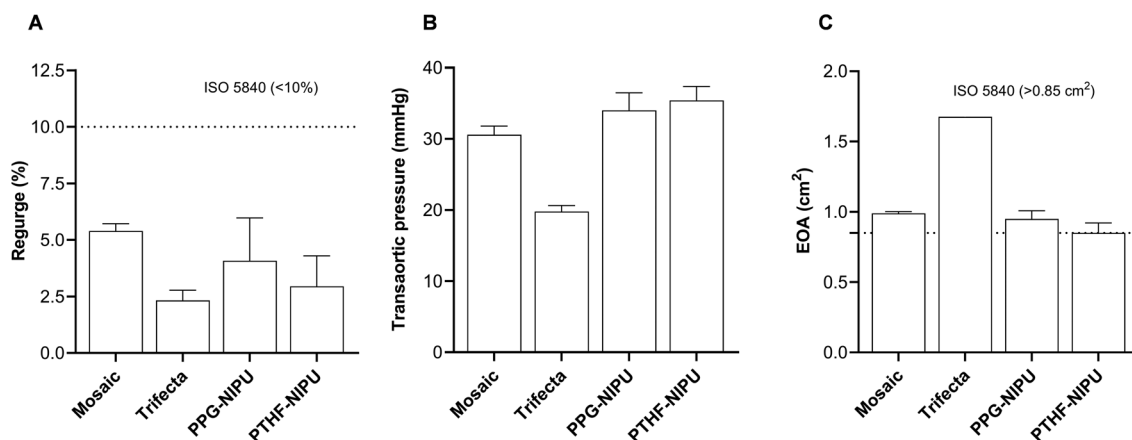 A
Regurge (%)
12.5
10.0
7.5
5.0
2.5
0.0
ISO 5840 (<10%)
Mosaic
Trifecta
PPG-NIPU
PTHF-NIPU
B
Transaortic pressure (mmHg)
40
30
20
10
0
Mosaic
Trifecta
PPG-NIPU
PTHF-NIPU
C
EOA (cm²)
2.0
1.5
1.0
0.5
0.0
ISO 5840 (>0.85 cm²)
Mosaic
Trifecta
PPG-NIPU
PTHF-NIPU